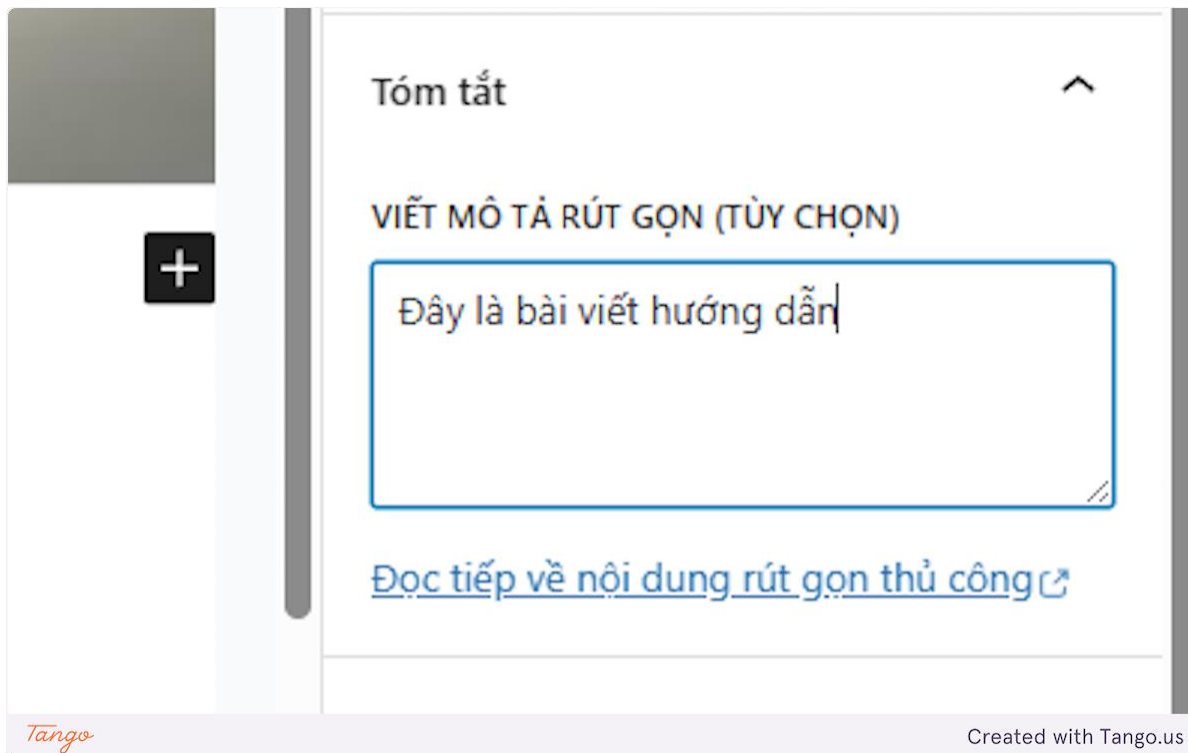 Tóm tắt
VIẾT MÔ TẢ RÚT GỌN (TÙY CHỌN)
Đây là bài viết hướng dẫn
Đọc tiếp về nội dung rút gọn thủ công
Tango
Created with Tango.us